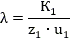 λ = K₁ / (z₁ · u₁)